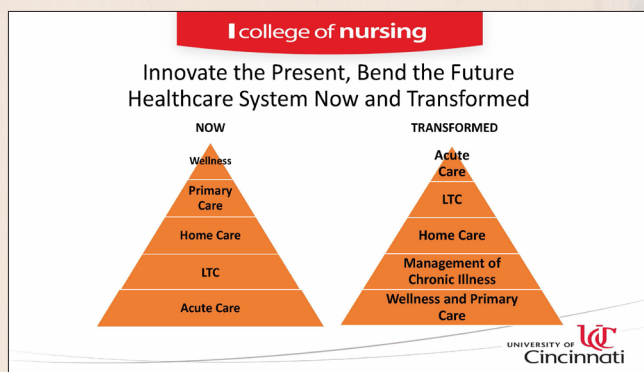 college of nursing
Innovate the Present, Bend the Future
Healthcare System Now and Transformed
NOW
Wellness
Primary
Care
Home Care
LTC
Acute Care
TRANSFORMED
Acute
Care
LTC
Home Care
Management of
Chronic Illness
Wellness and Primary
Care
UNIVERSITY OF
UC
Cincinnati